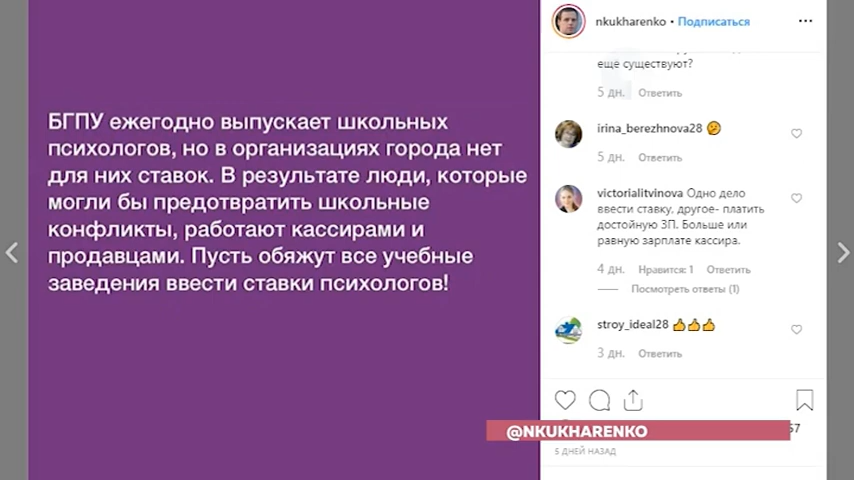 БГПУ ежегодно выпускает школьных
психологов, но в организациях города нет
для них ставок. В результате люди, которые
могли бы предотвратить школьные
конфликты, работают кассирами и
продавцами. Пусть обяжут все учебные
заведения ввести ставки психологов!
nkukharenko • Подписаться
ещё существуют?
5 дн. Ответить
irina_berezhnova28 😕
5 дн. Ответить
victorialitvinova Одно дело
ввести ставку, другое- платить
достойную ЗП. Больше или
равную зарплате кассира.
4 дн. Нравится: 1 Ответить
Посмотреть ответы (1)
stroy_ideal28 👍👍👍
3 дн. Ответить
@NKUKHARENKO
57
5 ДНЕЙ НАЗАД